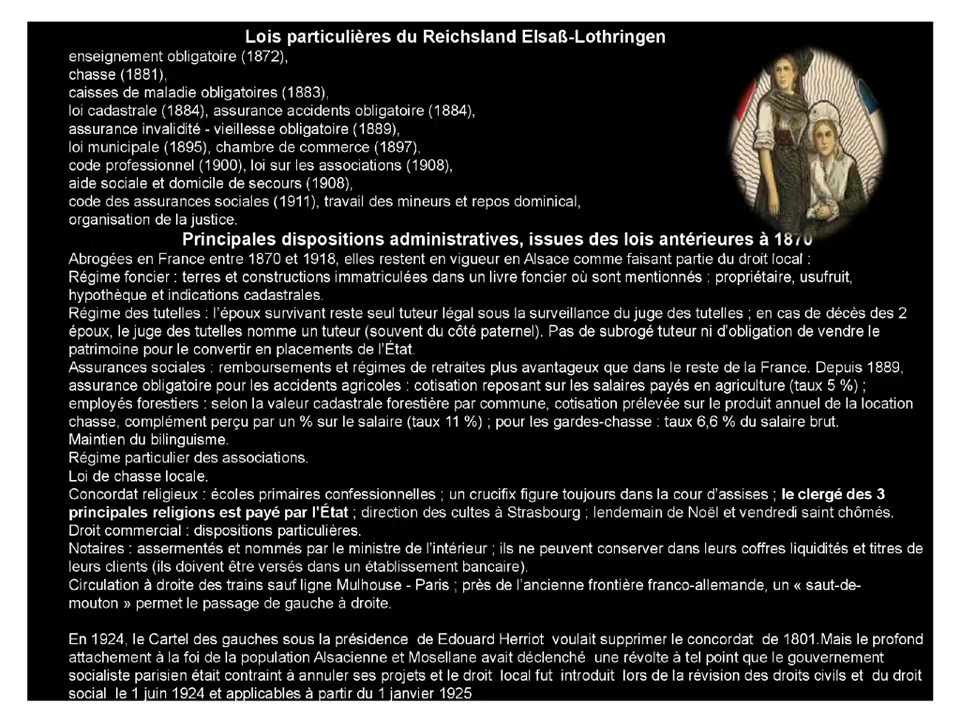 Lois particulières du Reichsland Elsaß-Lothringen
enseignement obligatoire (1872),
chasse (1881),
caisses de maladie obligatoires (1883),
loi cadastrale (1884), assurance accidents obligatoire (1884),
assurance invalidité - vieillesse obligatoire (1889),
loi municipale (1895), chambre de commerce (1897),
code professionnel (1900), loi sur les associations (1908),
aide sociale et domicile de secours (1908),
code des assurances sociales (1911), travail des mineurs et repos dominical,
organisation de la justice.
Principales dispositions administratives, issues des lois antérieures à 1870
Abrogées en France entre 1870 et 1918, elles restent en vigueur en Alsace comme faisant partie du droit local :
Régime foncier : terres et constructions immatriculées dans un livre foncier où sont mentionnés : propriétaire, usufruit,
hypothèque et indications cadastrales.
Régime des tutelles : l'époux survivant reste seul tuteur légal sous la surveillance du juge des tutelles ; en cas de décès des 2
époux, le juge des tutelles nomme un tuteur (souvent du côté paternel). Pas de subrogé tuteur ni d'obligation de vendre le
patrimoine pour le convertir en placements de l'État.
Assurances sociales : remboursements et régimes de retraites plus avantageux que dans le reste de la France. Depuis 1889,
assurance obligatoire pour les accidents agricoles : cotisation reposant sur les salaires payés en agriculture (taux 5 %) ;
employés forestiers : selon la valeur cadastrale forestière par commune, cotisation prélevée sur le produit annuel de la location
chasse, complément perçu par un % sur le salaire (taux 11 %) ; pour les gardes-chasse : taux 6,6 % du salaire brut.
Maintien du bilinguisme.
Régime particulier des associations.
Loi de chasse locale.
Concordat religieux : écoles primaires confessionnelles ; un crucifix figure toujours dans la cour d'assises ; le clergé des 3
principales religions est payé par l'État ; direction des cultes à Strasbourg ; lendemain de Noël et vendredi saint chômés.
Droit commercial : dispositions particulières.
Notaires : assermentés et nommés par le ministre de l'intérieur ; ils ne peuvent conserver dans leurs coffres liquidités et titres de
leurs clients (ils doivent être versés dans un établissement bancaire).
Circulation à droite des trains sauf ligne Mulhouse - Paris ; près de l'ancienne frontière franco-allemande, un « saut-de-
mouton » permet le passage de gauche à droite.
En 1924, le Cartel des gauches sous la présidence de Edouard Herriot voulait supprimer le concordat de 1801.Mais le profond
attachement à la foi de la population Alsacienne et Mosellane avait déclenché une révolte à tel point que le gouvernement
socialiste parisien était contraint à annuler ses projets et le droit local fut introduit lors de la révision des droits civils et du droit
social le 1 juin 1924 et applicables à partir du 1 janvier 1925